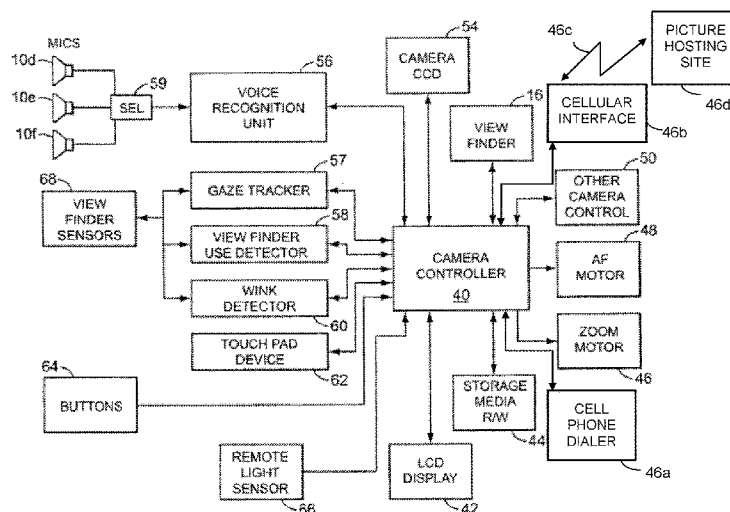 MICS
10d
10e
10f
59
SEL
56
VOICE
RECOGNITION
UNIT
54
CAMERA
CCD
16
VIEW
FINDER
46c
PICTURE
HOSTING
SITE
46d
CELLULAR
INTERFACE
46b
68
VIEW
FINDER
SENSORS
57
GAZE TRACKER
58
VIEW FINDER
USE DETECTOR
WINK
DETECTOR
60
TOUCH PAD
DEVICE
62
CAMERA
CONTROLLER
40
50
OTHER
CAMERA
CONTROL
48
AF MOTOR
ZOOM
MOTOR
46
64
BUTTONS
REMOTE
LIGHT
SENSOR
66
LCD
DISPLAY
42
STORAGE
MEDIA
R/W
44
CELL
PHONE
DIALER
46a